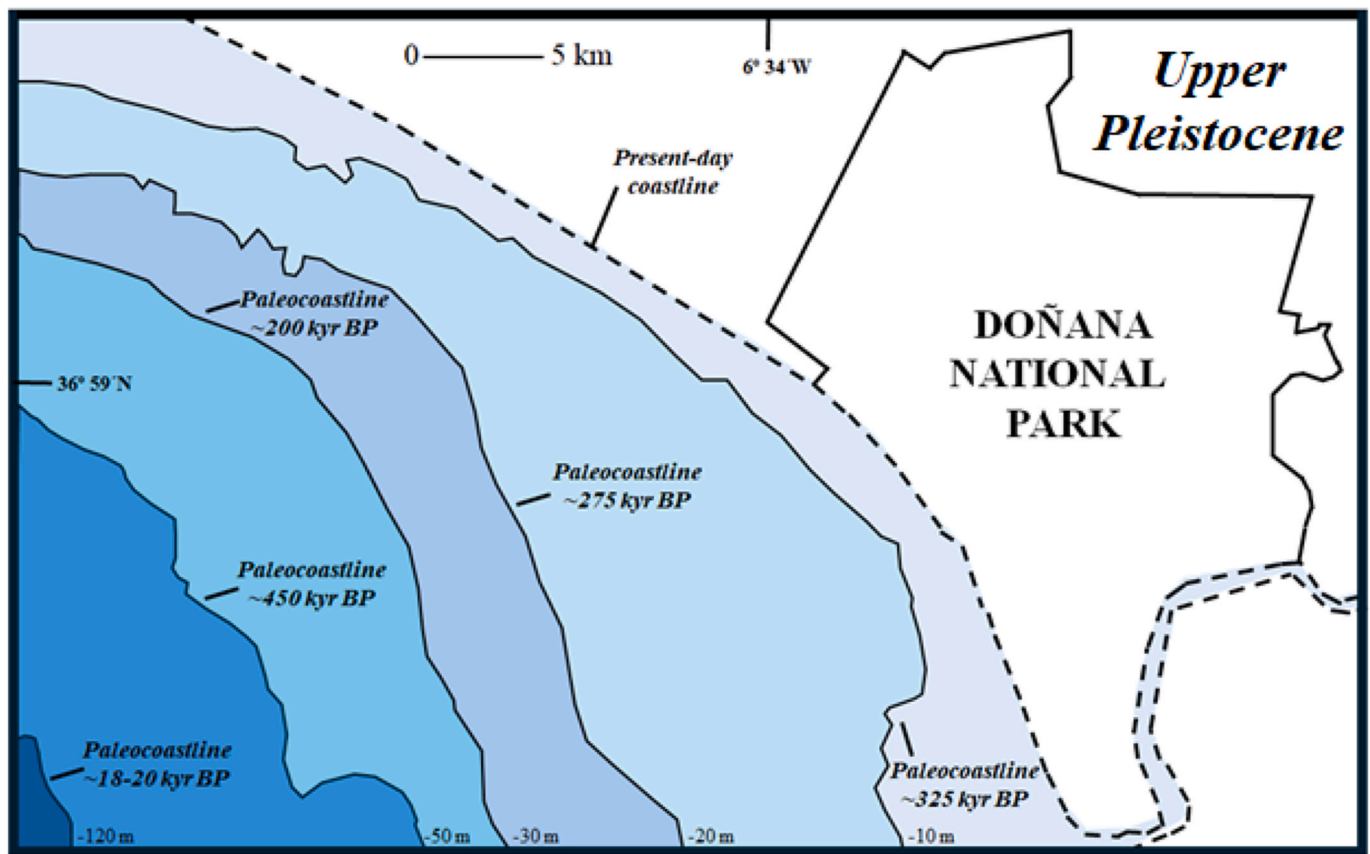 0 5 km
6° 34´W
Upper
Pleistocene
Present-day
coastline
Paleocoastline
~200 kyr BP
DOÑANA
NATIONAL
PARK
36° 59´N
Paleocoastline
~275 kyr BP
Paleocoastline
~450 kyr BP
Paleocoastline
~18-20 kyr BP
Paleocoastline
~325 kyr BP
-120 m
-50 m
-30 m
-20 m
-10 m